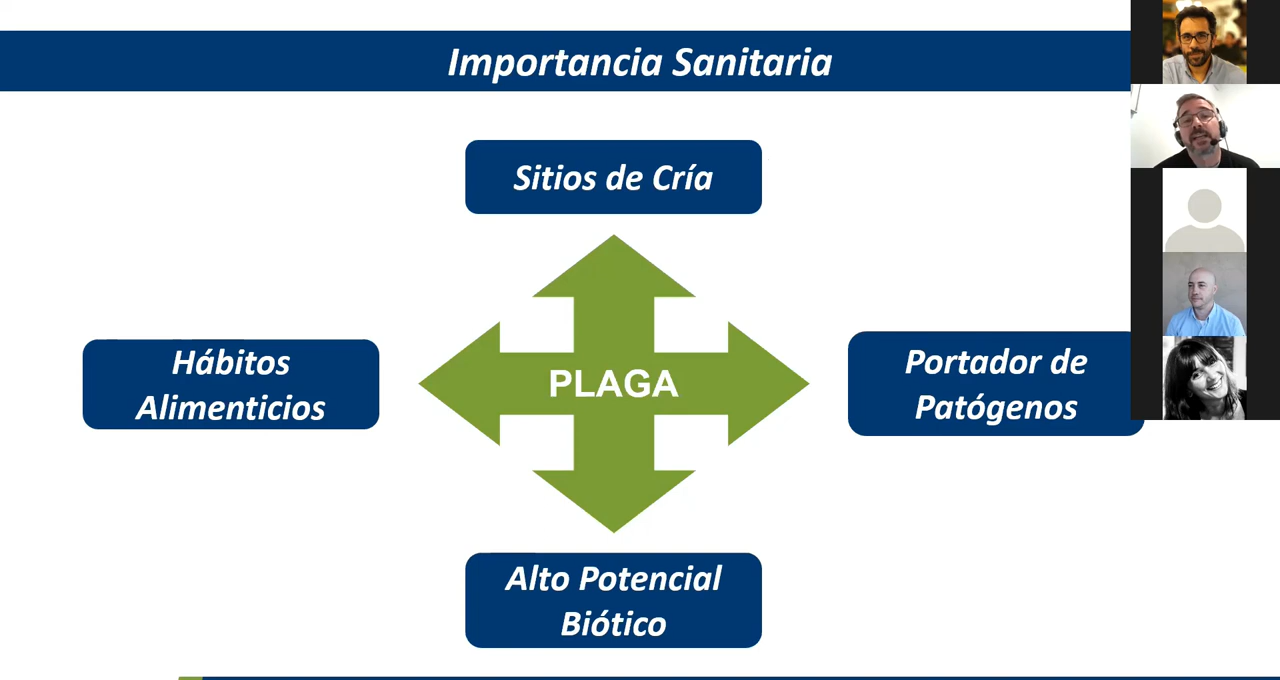 Importancia Sanitaria
Sitios de Cría
Hábitos
Alimenticios
PLAGA
Portador de
Patógenos
Alto Potencial
Biótico